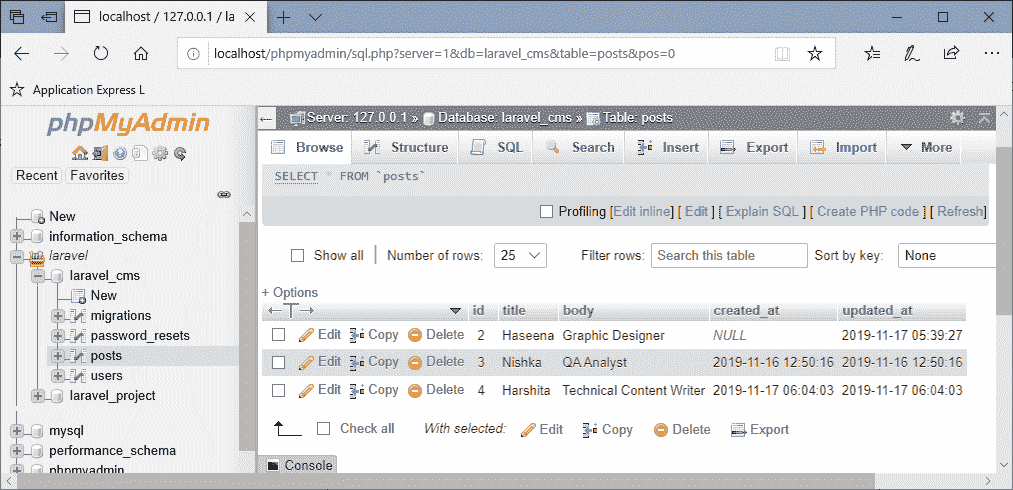 localhost / 127.0.0.1 / la
localhost/phpmyadmin/sql.php?server=1&db=laravel_cms&table=posts&pos=0
Application Express L
phpMyAdmin
Recent Favorites
New
information_schema
laravel
laravel_cms
New
migrations
password_resets
posts
users
laravel_project
mysql
performance_schema
phpmyadmin
Server: 127.0.0.1 » Database: laravel_cms » Table: posts
Browse Structure SQL Search Insert Export Import More
SELECT * FROM `posts`
Profiling [Edit inline] [ Edit ] [ Explain SQL ] [ Create PHP code ] [ Refresh]
Show all | Number of rows: 25 Filter rows: Search this table Sort by key: None
+ Options
←T→ id title body created_at updated_at
Edit Copy Delete 2 Haseena Graphic Designer NULL 2019-11-17 05:39:27
Edit Copy Delete 3 Nishka QA Analyst 2019-11-16 12:50:16 2019-11-16 12:50:16
Edit Copy Delete 4 Harshita Technical Content Writer 2019-11-17 06:04:03 2019-11-17 06:04:03
Check all With selected: Edit Copy Delete Export
Console